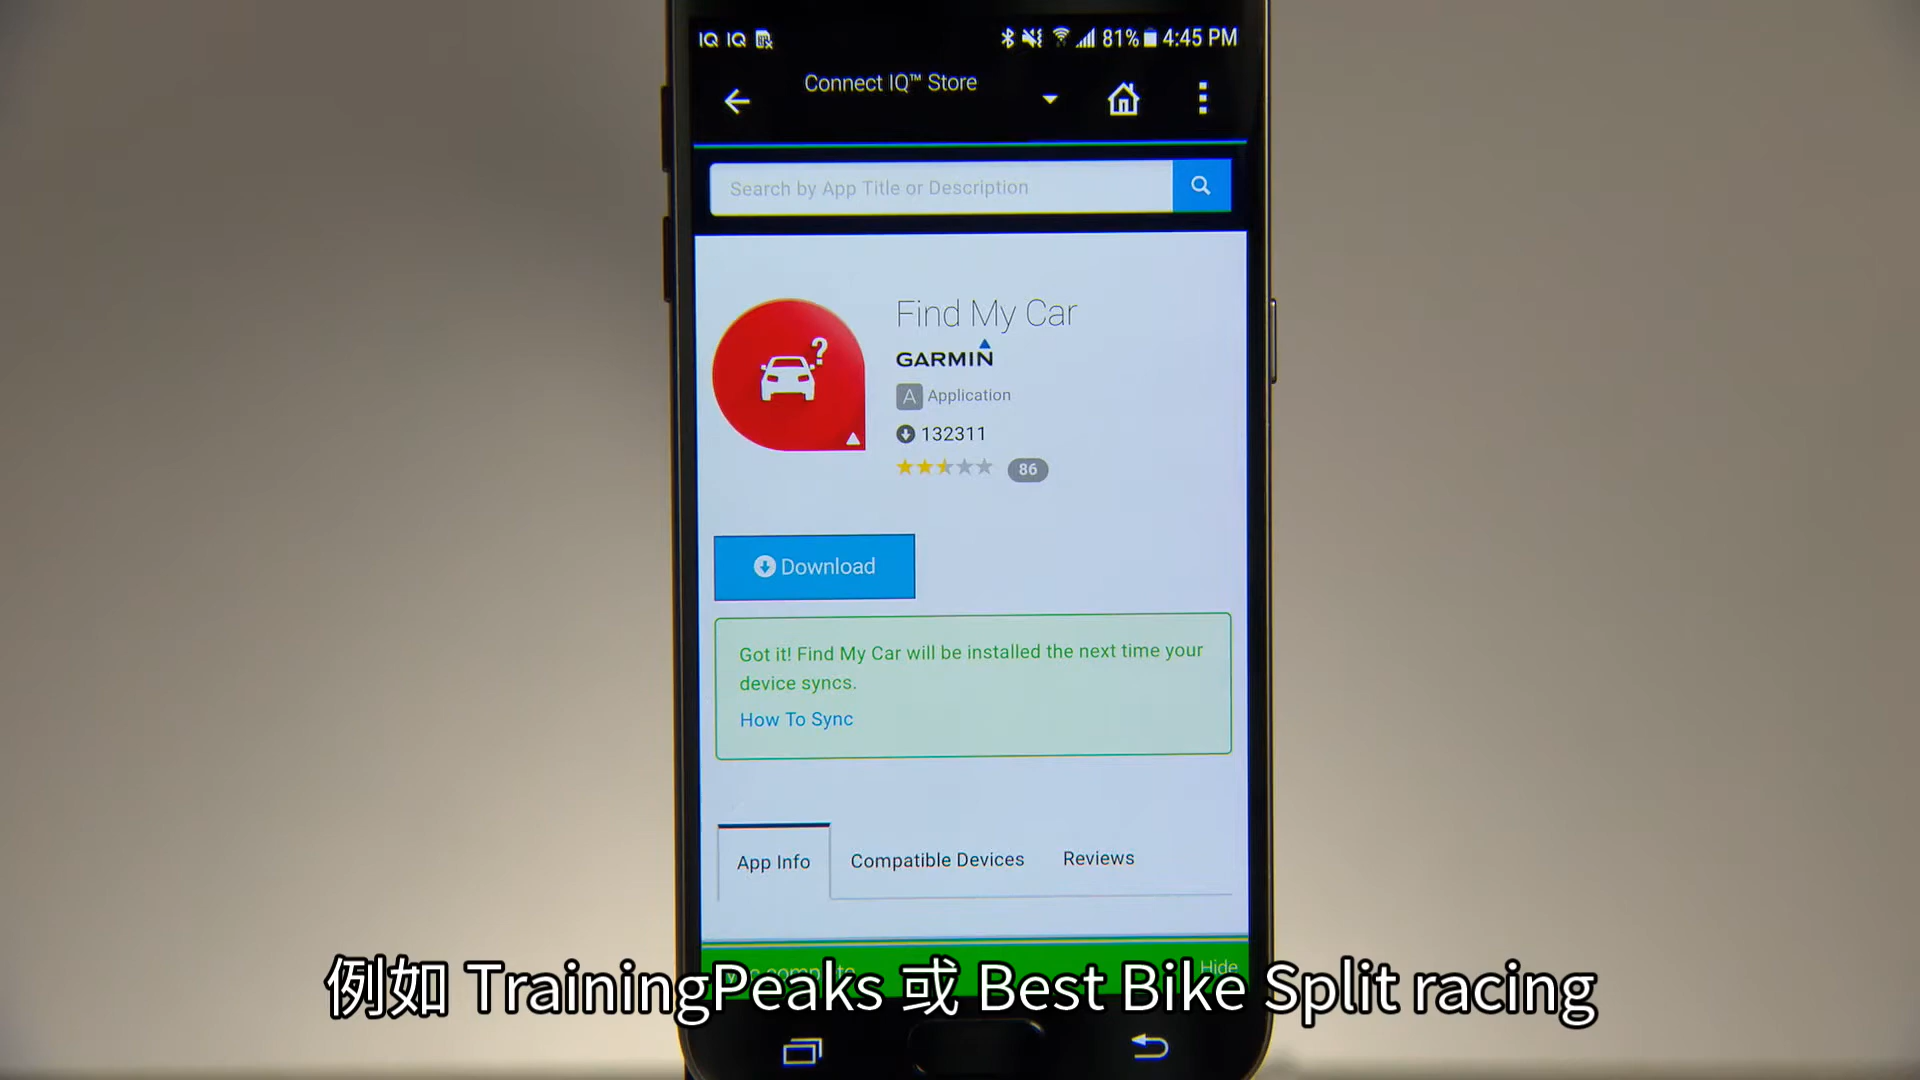 IQ IQ
81% 4:45 PM
Connect IQ™ Store
Search by App Title or Description
Find My Car
GARMIN
A Application
132311
86
Download
Got it! Find My Car will be installed the next time your
device syncs.
How To Sync
App Info Compatible Devices Reviews
Hide
例如 TrainingPeaks 或 Best Bike Split racing